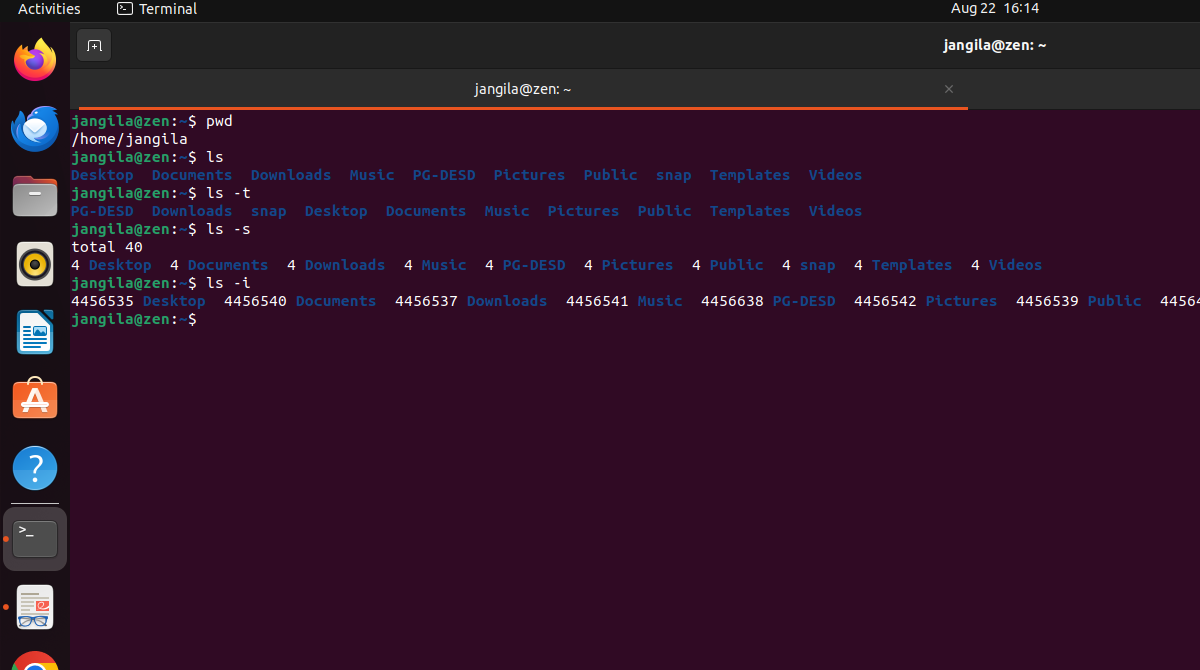 Activities Terminal Aug 22 16:14
jangila@zen: ~
jangila@zen: ~ ×
jangila@zen:~$ pwd
/home/jangila
jangila@zen:~$ ls
Desktop Documents Downloads Music PG-DESD Pictures Public snap Templates Videos
jangila@zen:~$ ls -t
PG-DESD Downloads snap Desktop Documents Music Pictures Public Templates Videos
jangila@zen:~$ ls -s
total 40
4 Desktop 4 Documents 4 Downloads 4 Music 4 PG-DESD 4 Pictures 4 Public 4 snap 4 Templates 4 Videos
jangila@zen:~$ ls -i
4456535 Desktop 4456540 Documents 4456537 Downloads 4456541 Music 4456638 PG-DESD 4456542 Pictures 4456539 Public
jangila@zen:~$